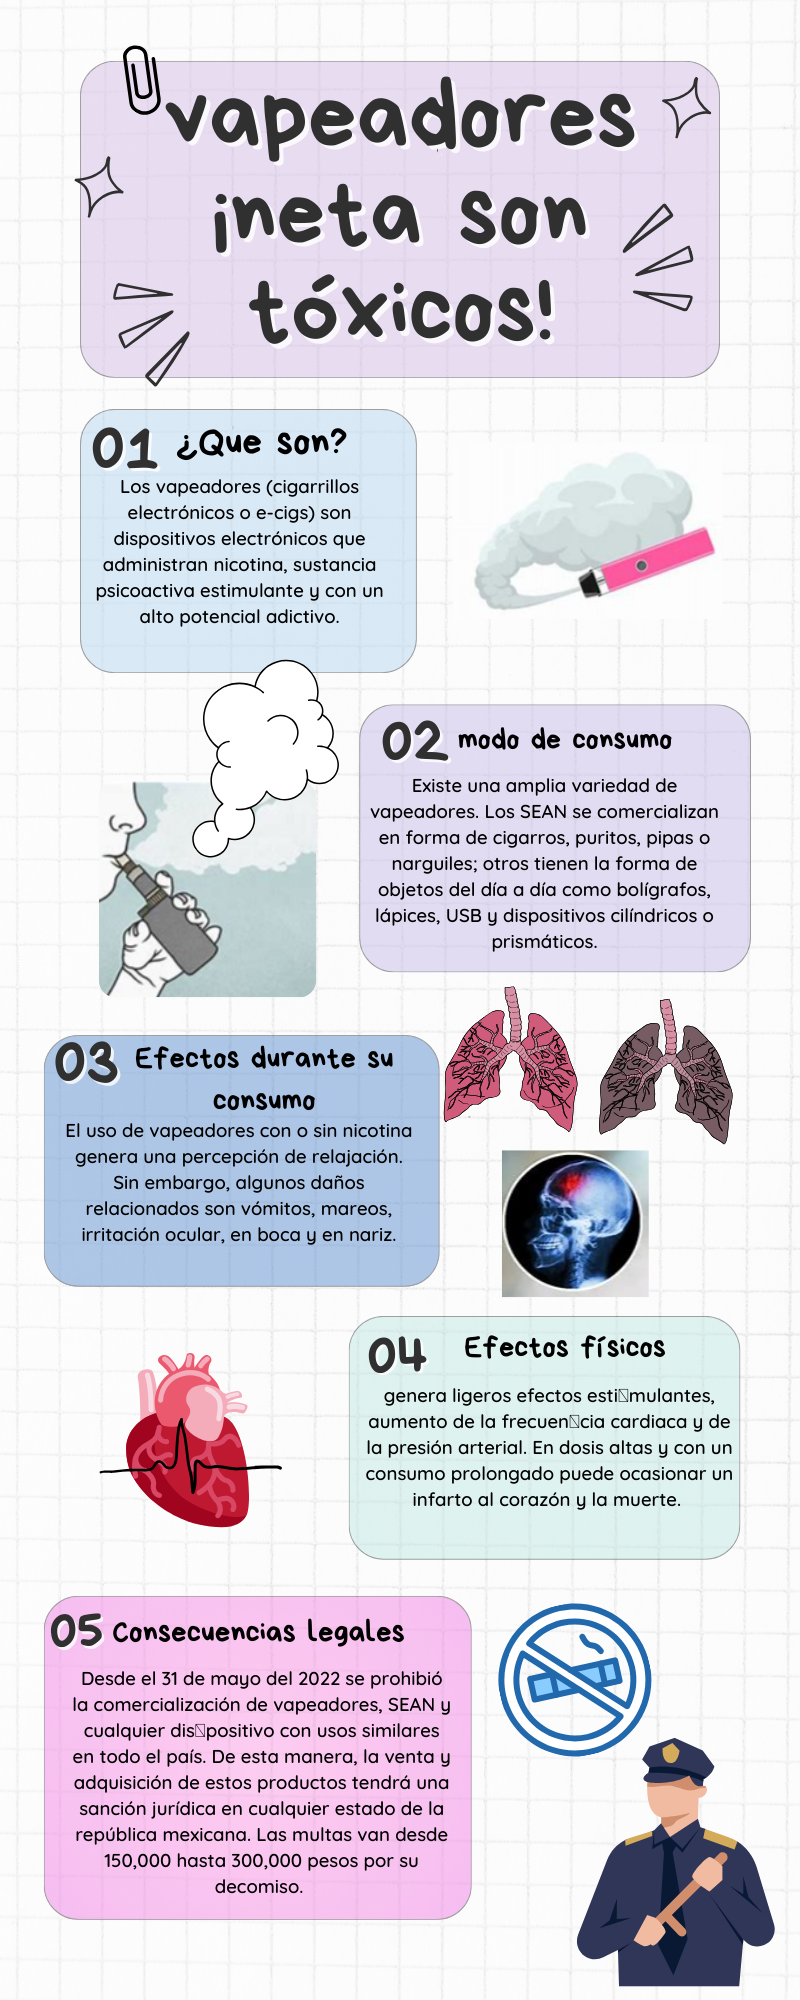 vapeadores
¡neta son
tóxicos!
01 ¿Que son?
Los vapeadores (cigarrillos
electrónicos o e-cigs) son
dispositivos electrónicos que
administran nicotina, sustancia
psicoactiva estimulante y con un
alto potencial adictivo.
02 modo de consumo
Existe una amplia variedad de
vapeadores. Los SEAN se comercializan
en forma de cigarros, puritos, pipas o
narguiles; otros tienen la forma de
objetos del día a día como bolígrafos,
lápices, USB y dispositivos cilíndricos o
prismáticos.
03 Efectos durante su
consumo
El uso de vapeadores con o sin nicotina
genera una percepción de relajación.
Sin embargo, algunos daños
relacionados son vómitos, mareos,
irritación ocular, en boca y en nariz.
04 Efectos físicos
genera ligeros efectos esti▯mulantes,
aumento de la frecuen▯cia cardiaca y de
la presión arterial. En dosis altas y con un
consumo prolongado puede ocasionar un
infarto al corazón y la muerte.
05 Consecuencias legales
Desde el 31 de mayo del 2022 se prohibió
la comercialización de vapeadores, SEAN y
cualquier dis▯positivo con usos similares
en todo el país. De esta manera, la venta y
adquisición de estos productos tendrá una
sanción jurídica en cualquier estado de la
república mexicana. Las multas van desde
150,000 hasta 300,000 pesos por su
decomiso.